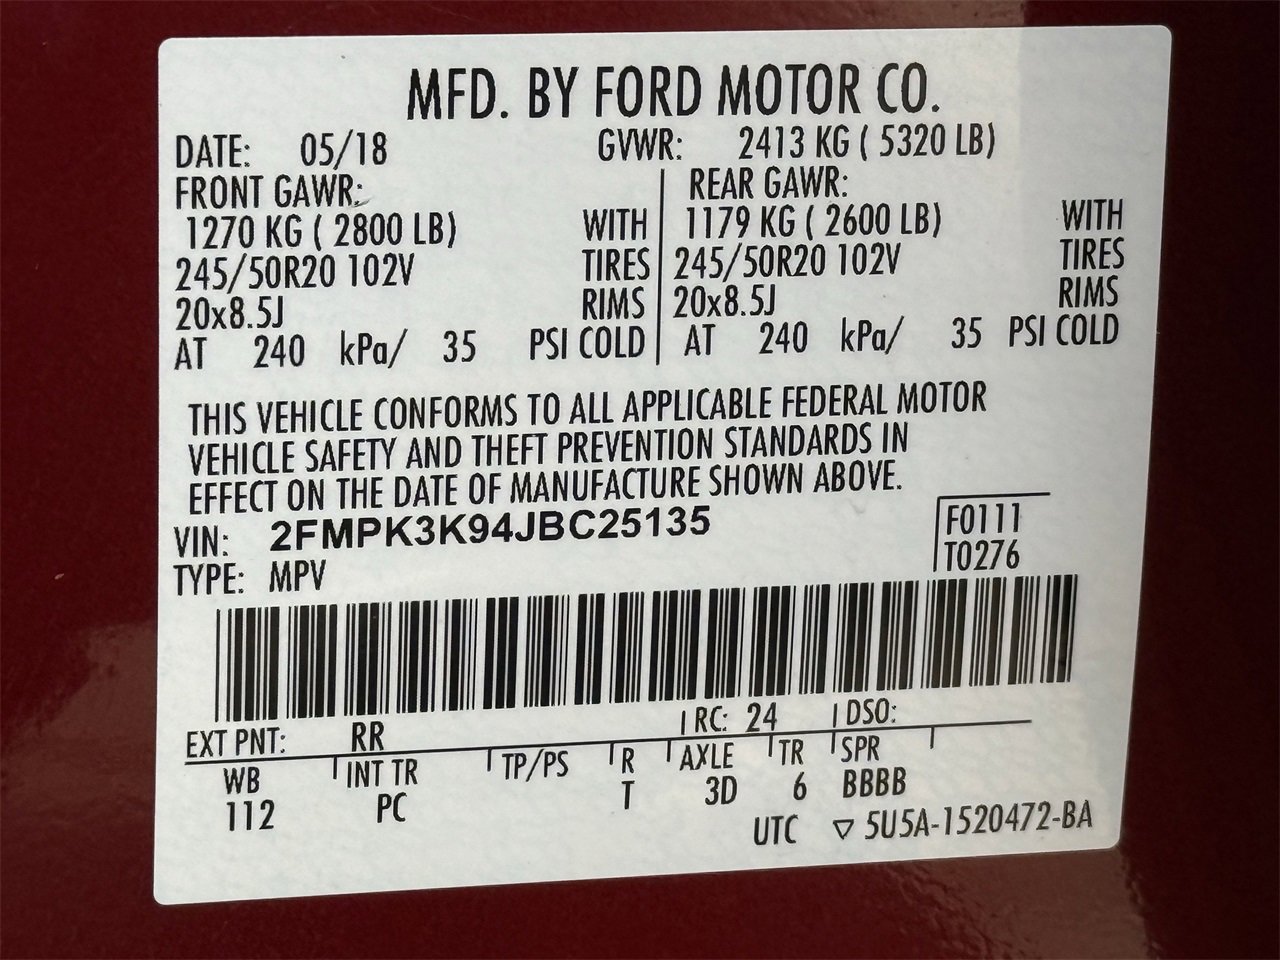 MFD. BY FORD MOTOR CO.
DATE: 05/18 GVWR: 2413 KG ( 5320 LB)
FRONT GAWR: REAR GAWR:
1270 KG ( 2800 LB) WITH 1179 KG ( 2600 LB) WITH
245/50R20 102V TIRES 245/50R20 102V TIRES
20x8.5J RIMS 20x8.5J RIMS
AT 240 kPa/ 35 PSI COLD AT 240 kPa/ 35 PSI COLD
THIS VEHICLE CONFORMS TO ALL APPLICABLE FEDERAL MOTOR
VEHICLE SAFETY AND THEFT PREVENTION STANDARDS IN
EFFECT ON THE DATE OF MANUFACTURE SHOWN ABOVE.
VIN: 2FMPK3K94JBC25135 F0111
TYPE: MPV T0276
EXT PNT: RR RC: 24 DSO:
WB INT TR TP/PS R AXLE TR SPR
112 PC T 3D 6 BBBB
UTC ▽ 5U5A-1520472-BA